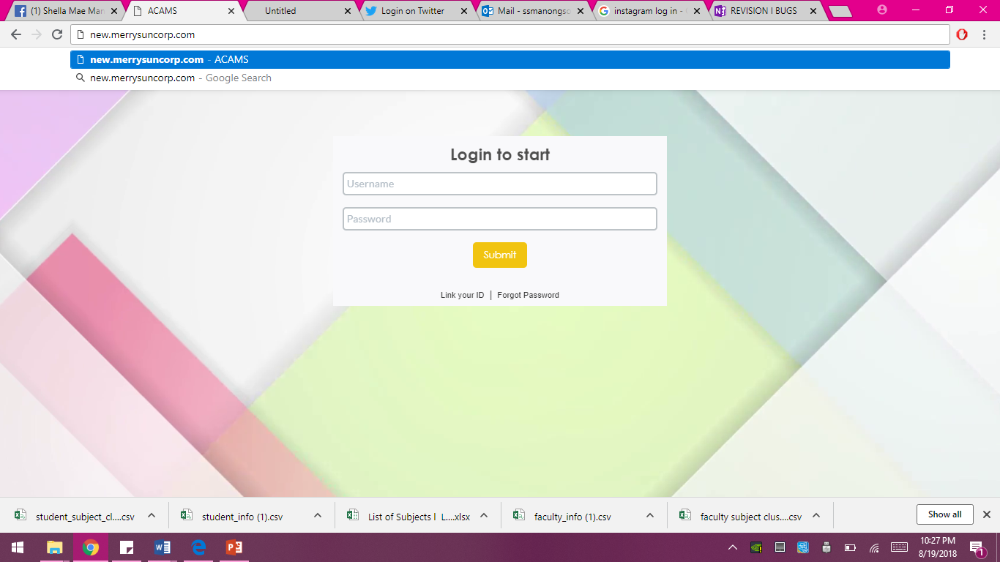 (1) Shella Mae Man
ACAMS
Untitled
Login on Twitter
Mail - ssmanongsc
instagram log in -
REVISION I BUGS
new.merrysuncorp.com
new.merrysuncorp.com - ACAMS
new.merrysuncorp.com - Google Search
Login to start
Username
Password
Submit
Link your ID | Forgot Password
student_subject_cl....csv
student_info (1).csv
List of Subjects l L....xlsx
faculty_info (1).csv
faculty subject clus....csv
Show all
10:27 PM
8/19/2018
1